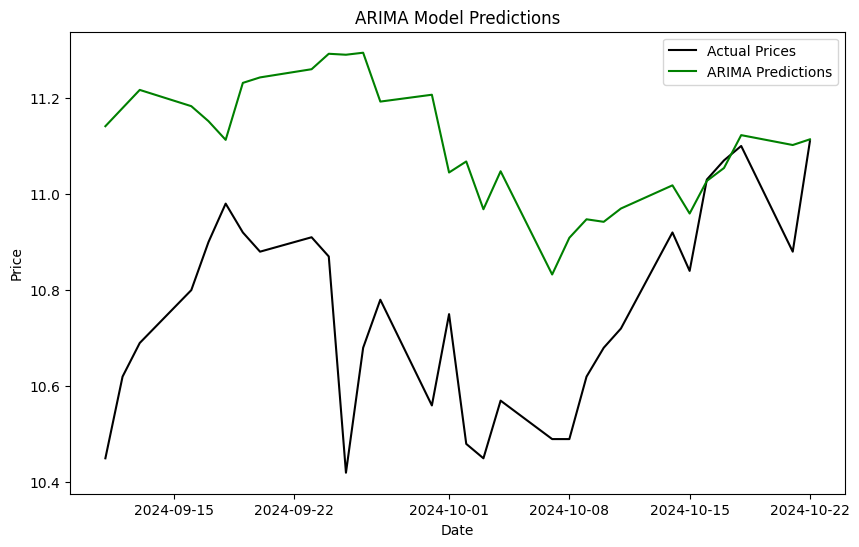 ARIMA Model Predictions
Actual Prices
ARIMA Predictions
11.2
11.0
10.8
10.6
10.4
Price
2024-09-15
2024-09-22
2024-10-01
2024-10-08
2024-10-15
2024-10-22
Date